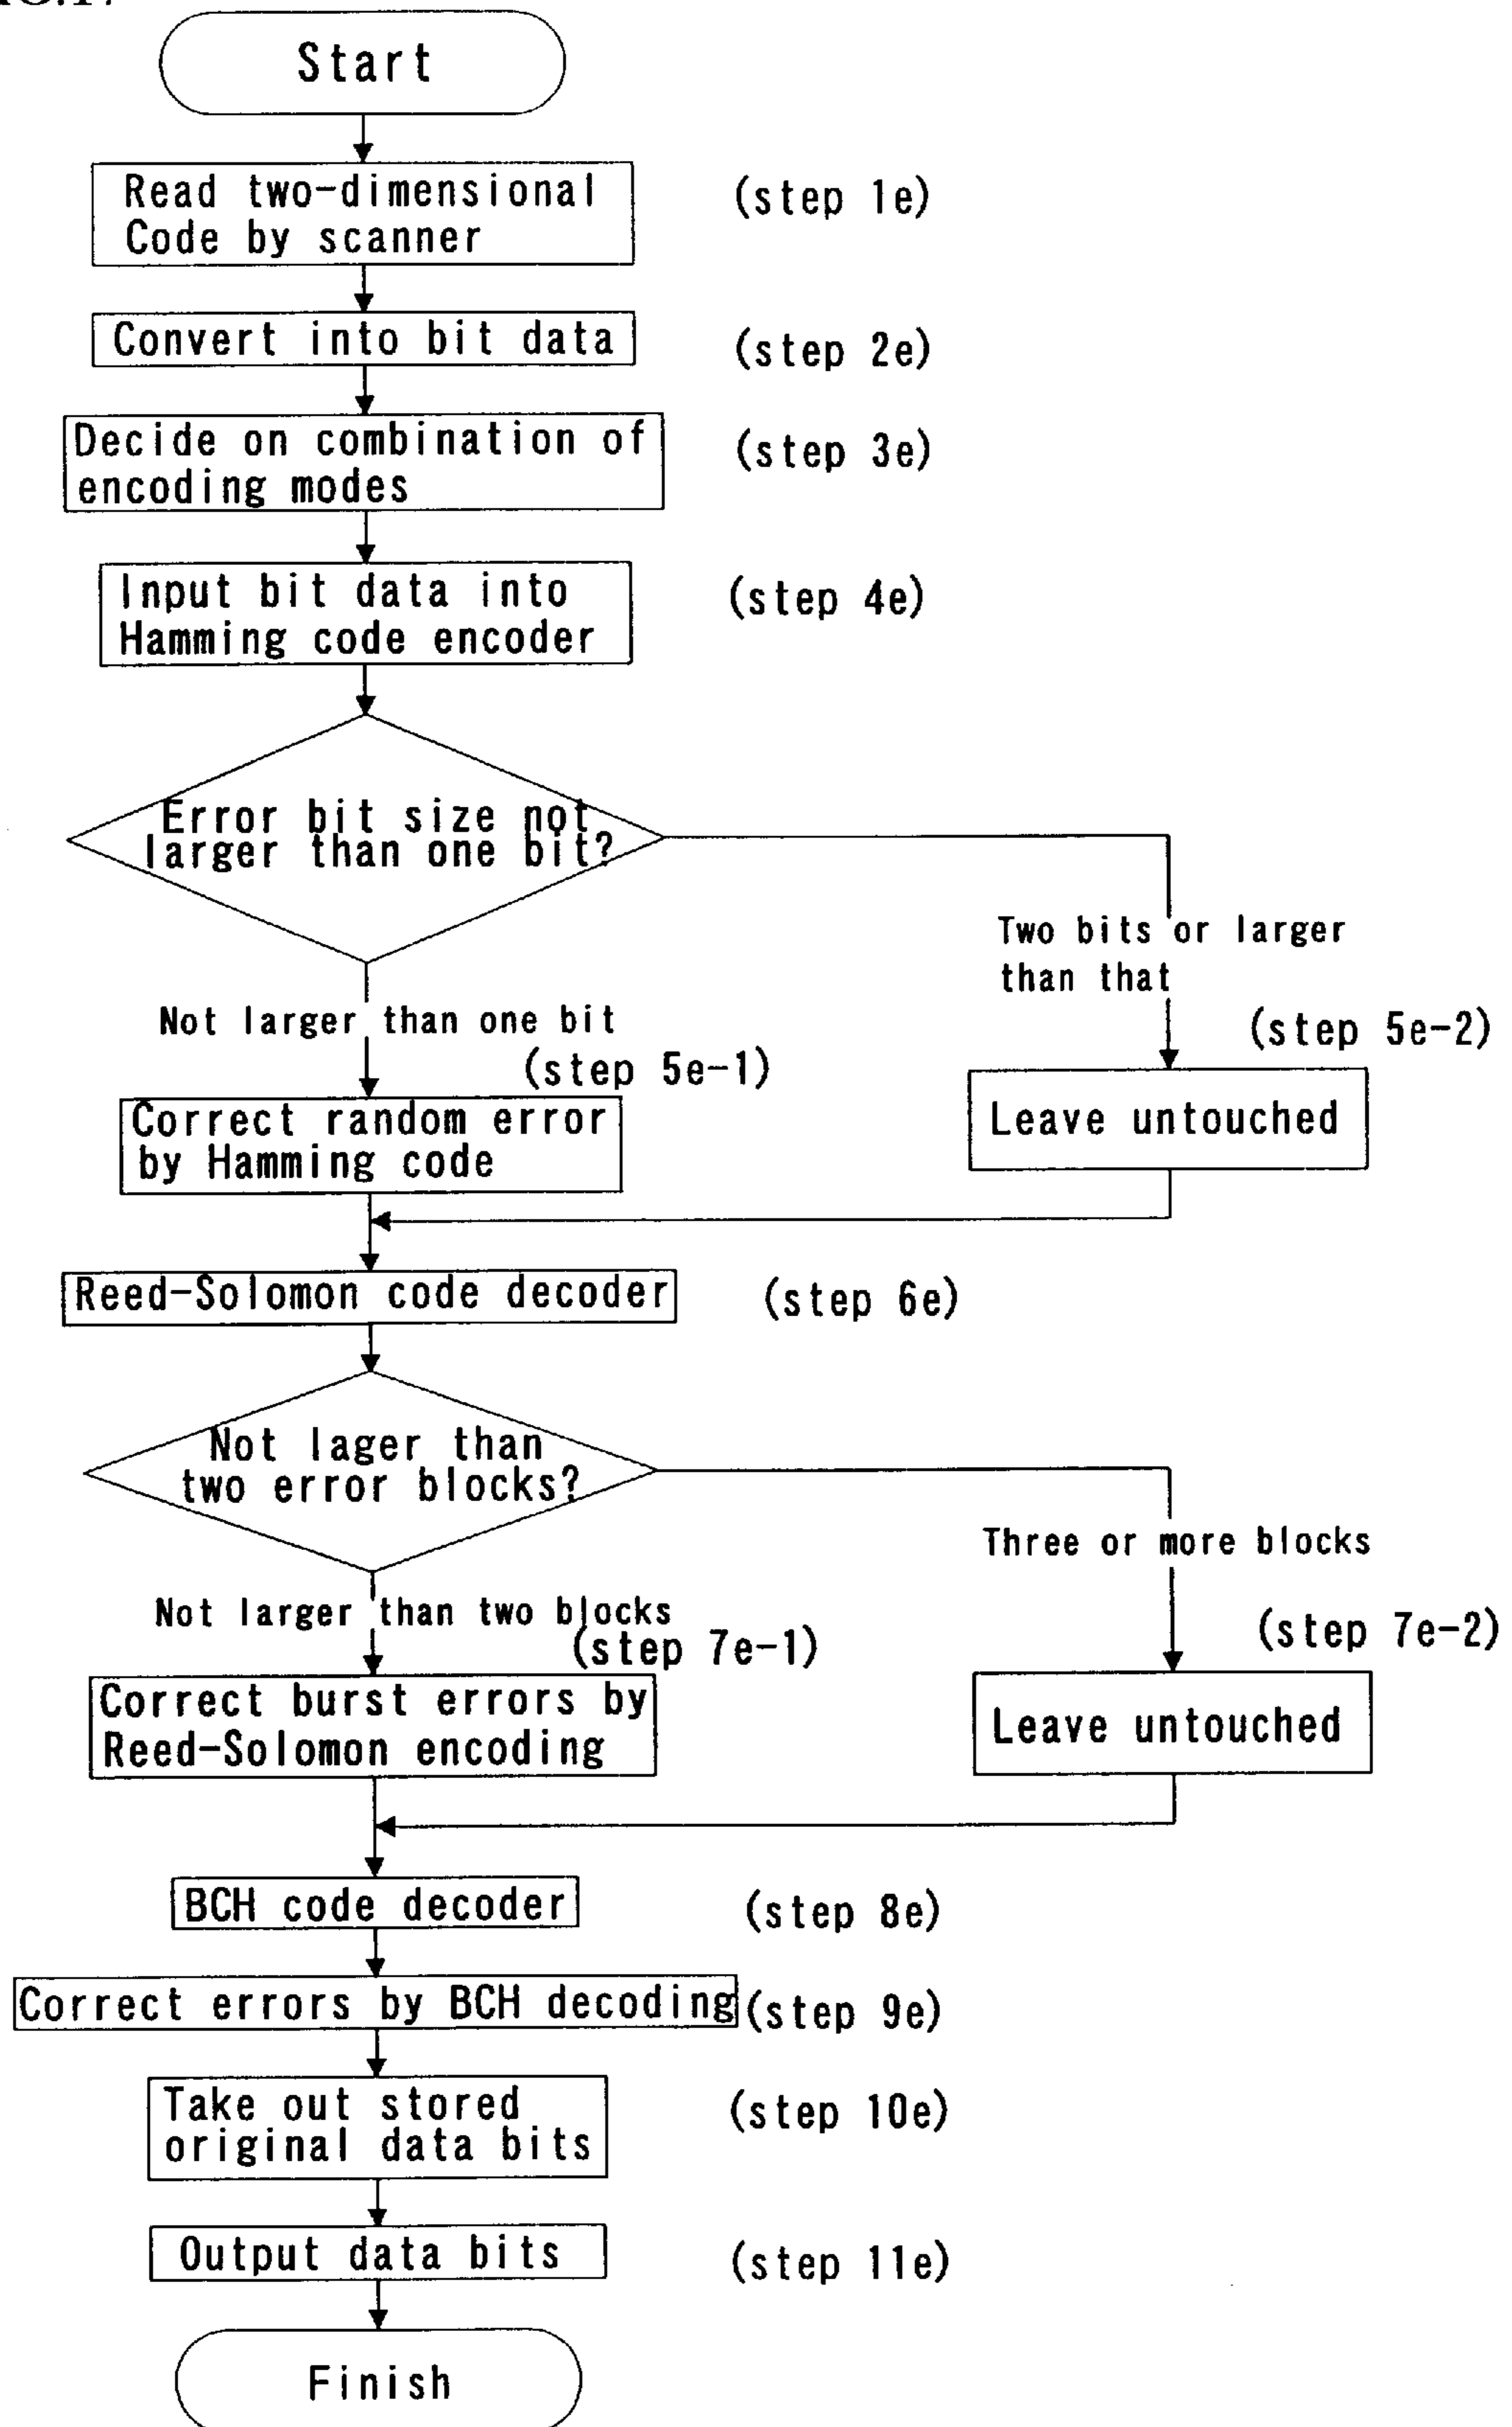 Start
Read two-dimensional
Code by scanner
(step 1e)
Convert into bit data
(step 2e)
Decide on combination of
encoding modes
(step 3e)
Input bit data into
Hamming code encoder
(step 4e)
Error bit size not
larger than one bit?
Two bits or larger
than that
Not larger than one bit
(step 5e-1)
(step 5e-2)
Correct random error
by Hamming code
Leave untouched
Reed-Solomon code decoder
(step 6e)
Not lager than
two error blocks?
Three or more blocks
Not larger than two blocks
(step 7e-1)
(step 7e-2)
Correct burst errors by
Reed-Solomon encoding
Leave untouched
BCH code decoder
(step 8e)
Correct errors by BCH decoding
(step 9e)
Take out stored
original data bits
(step 10e)
Output data bits
(step 11e)
Finish